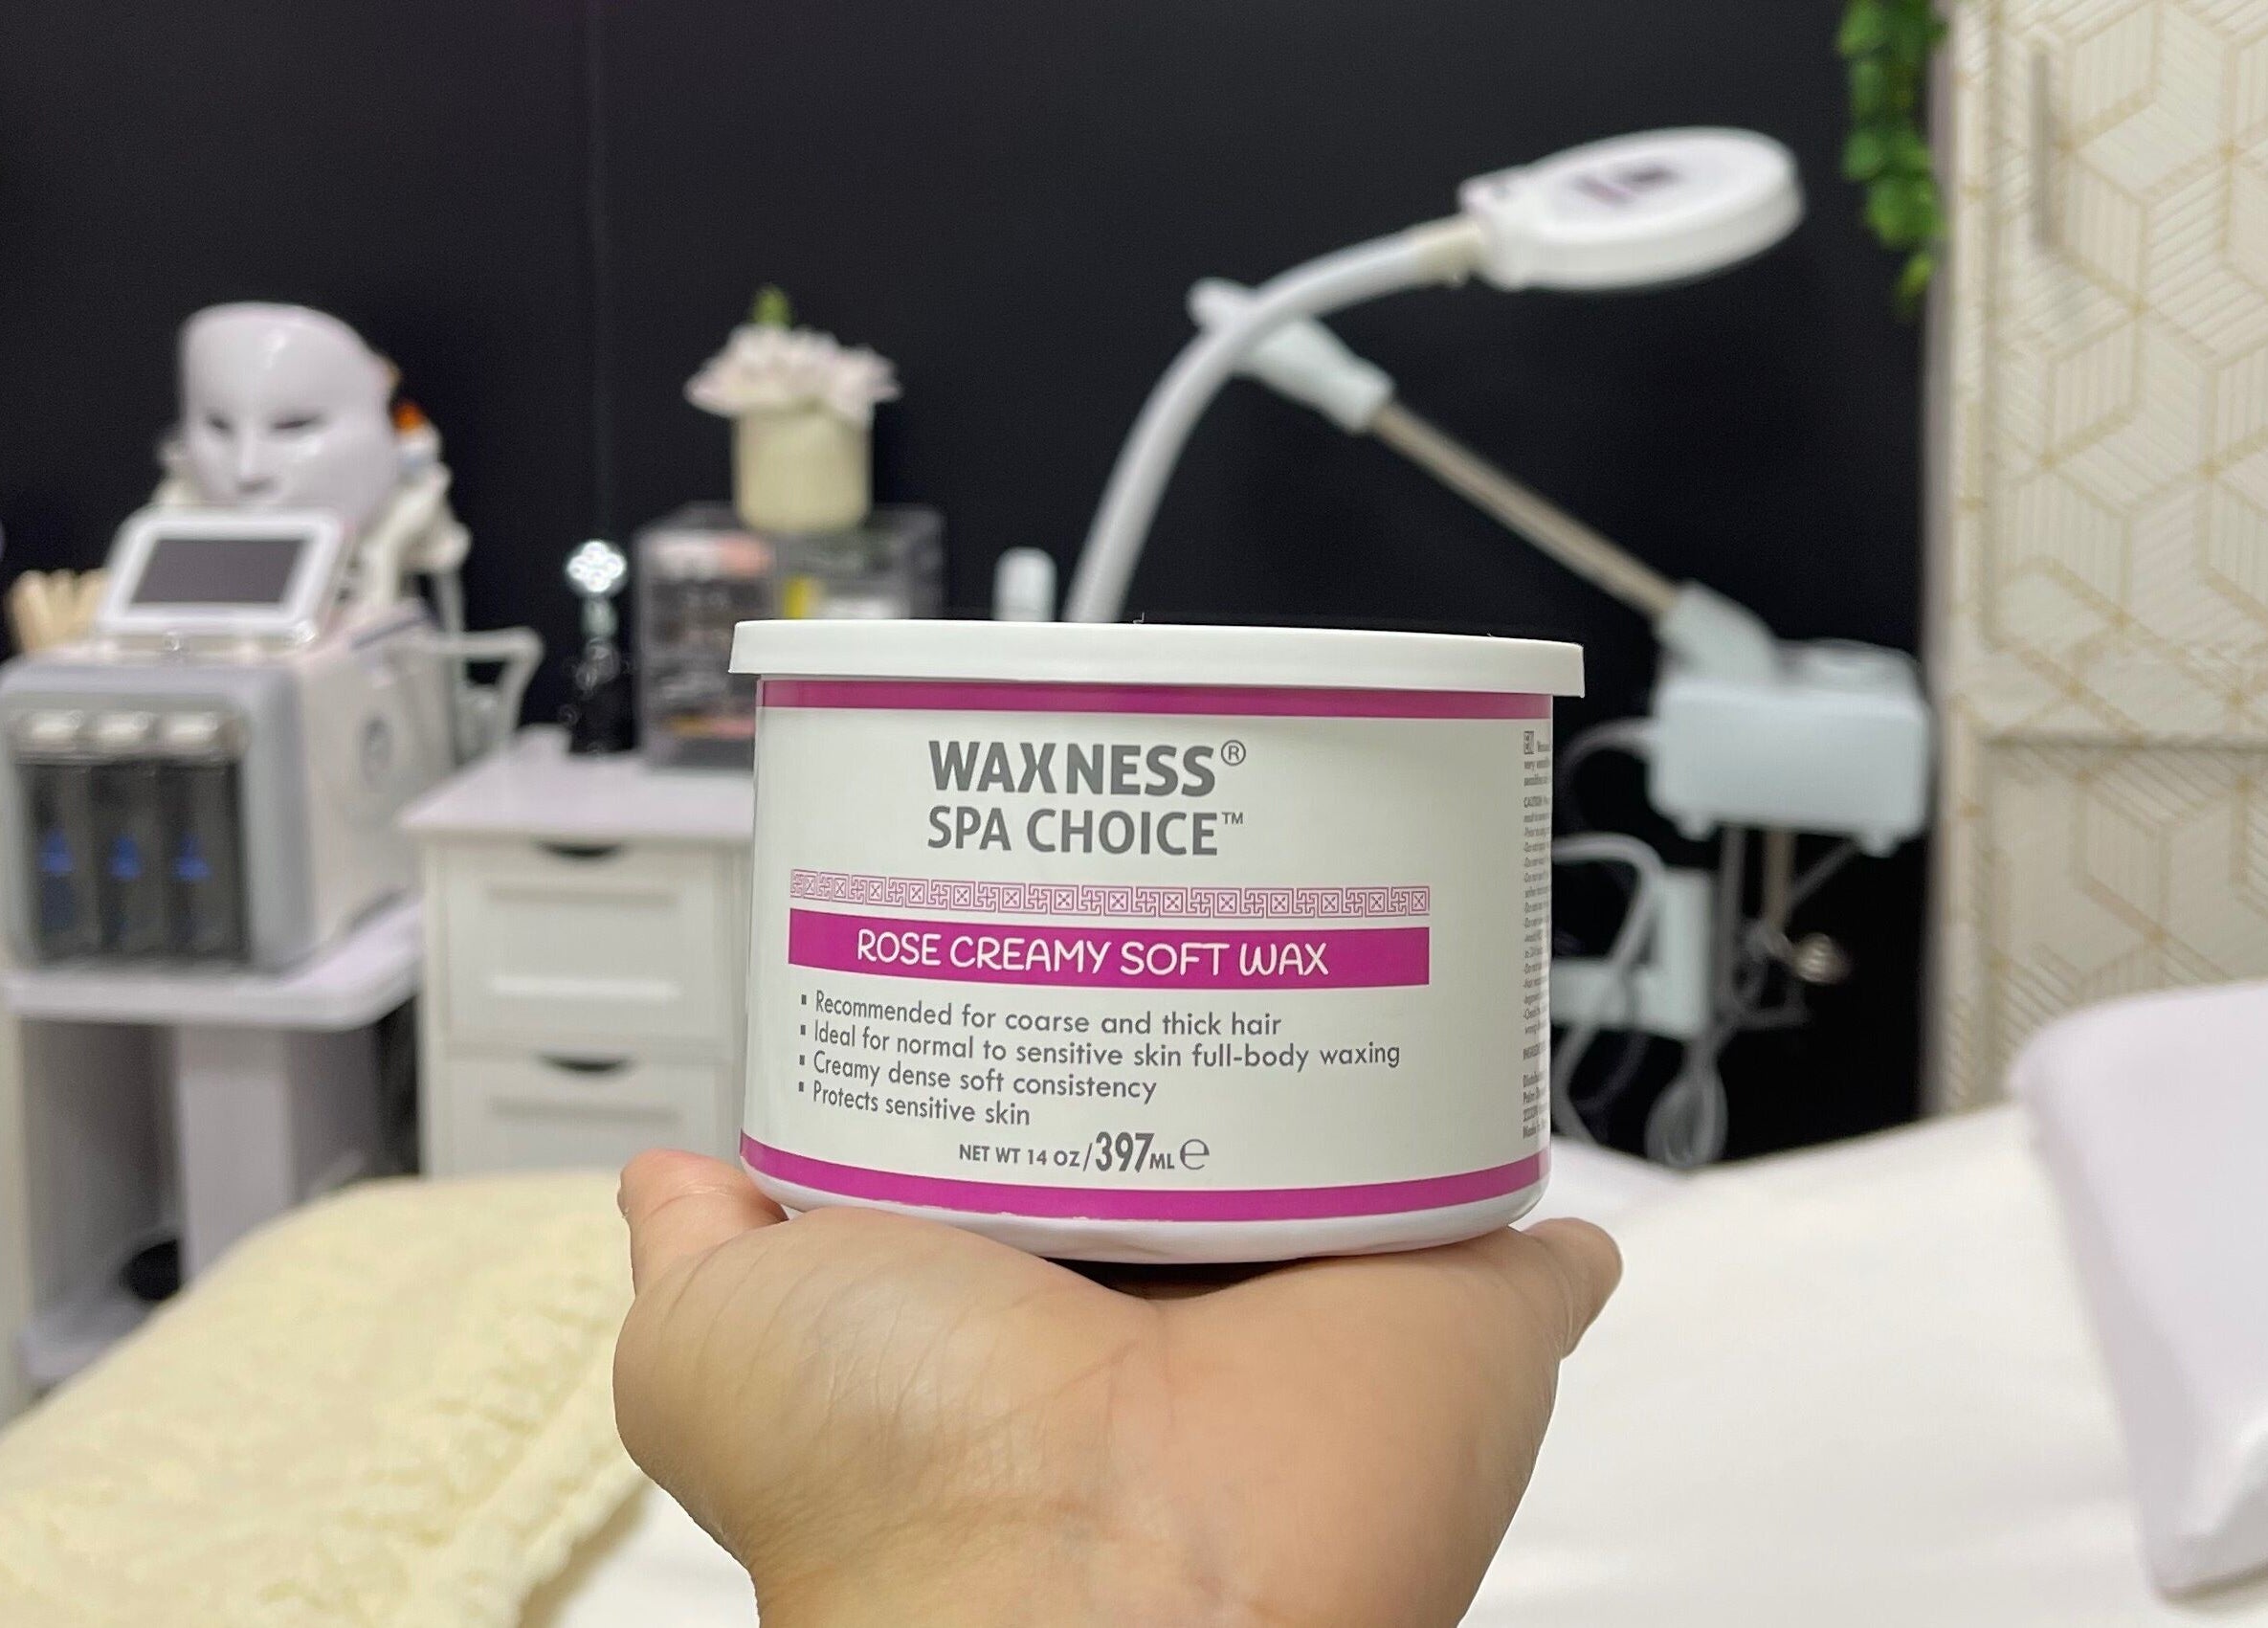 WAXNESS®
SPA CHOICE™
ROSE CREAMY SOFT WAX
▪ Recommended for coarse and thick hair
▪ Ideal for normal to sensitive skin full-body waxing
▪ Creamy dense soft consistency
▪ Protects sensitive skin
NET WT 14 OZ/397ML ℮